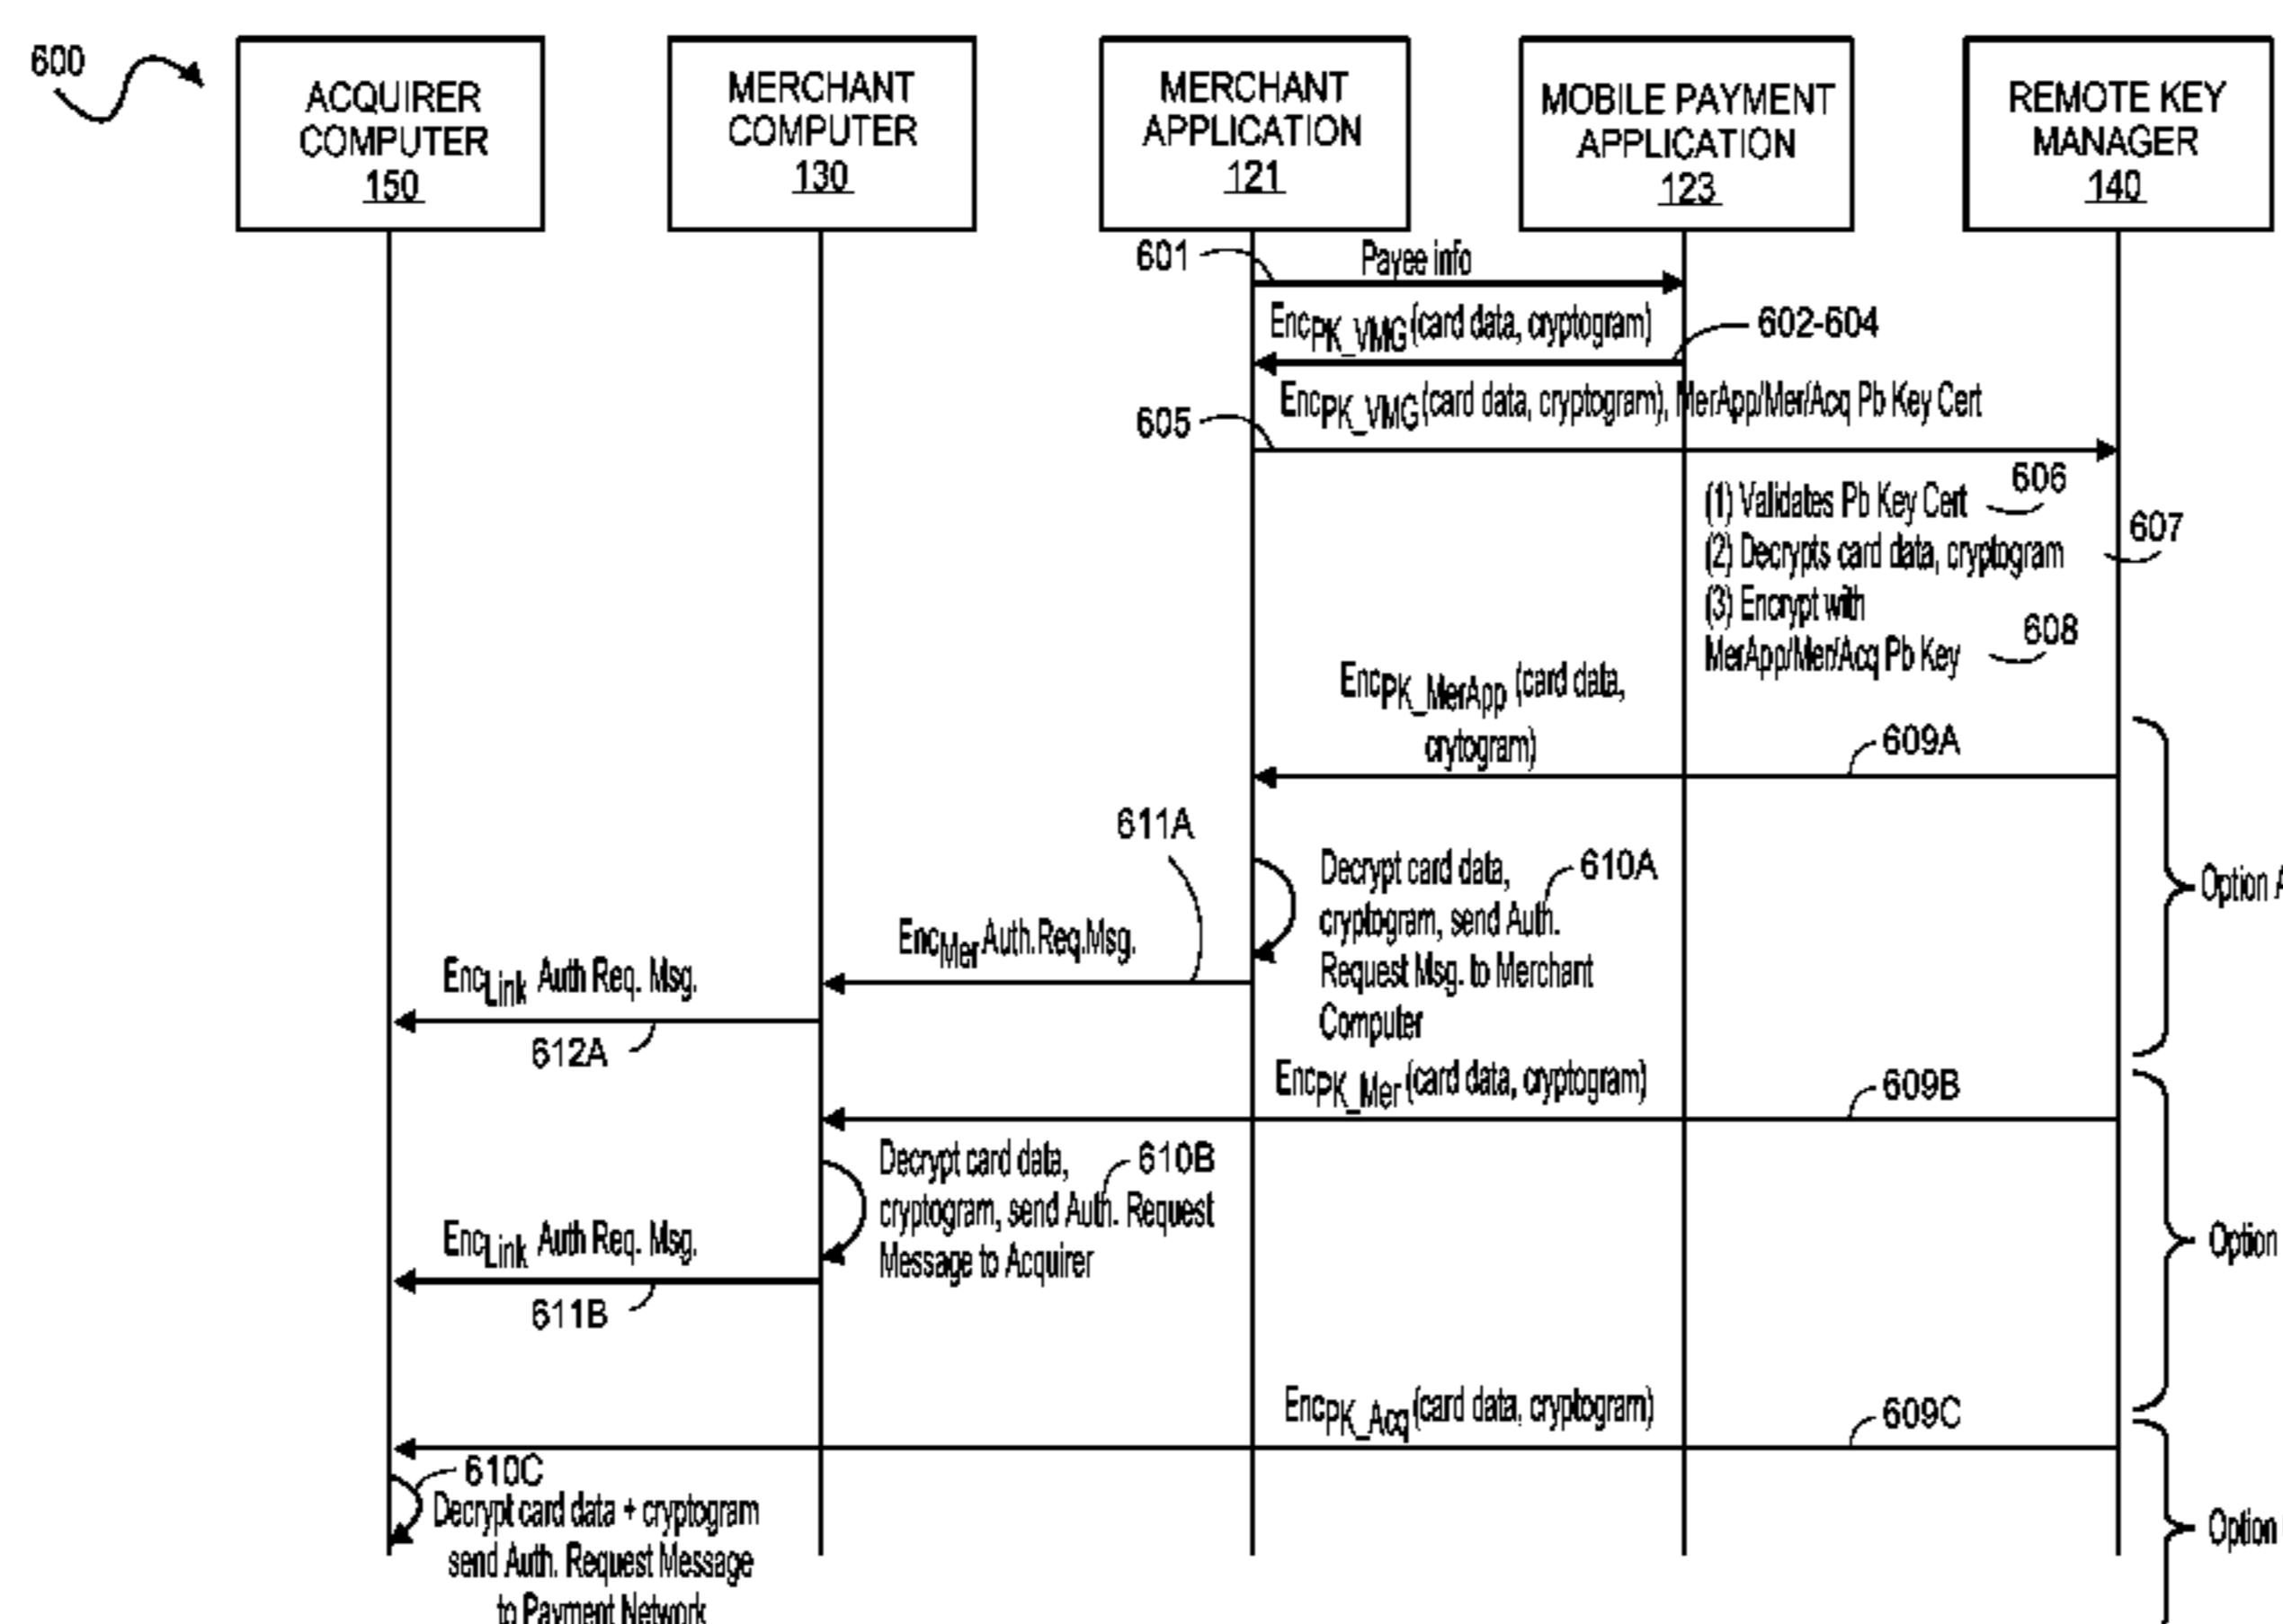 600
ACQUIRER
COMPUTER
150
MERCHANT
COMPUTER
130
MERCHANT
APPLICATION
121
MOBILE PAYMENT
APPLICATION
123
REMOTE KEY
MANAGER
140
601
Payee info
EncPK_VMG (card data, cryptogram)
602-604
EncPK_VMG (card data, cryptogram), MerApp/Mer/Acq Pb Key Cert
605
(1) Validates Pb Key Cert
606
(2) Decrypts card data, cryptogram
607
(3) Encrypt with
MerApp/Mer/Acq Pb Key
608
EncPK_MerApp (card data,
crytogram)
609A
611A
Decrypt card data,
cryptogram, send Auth.
Request Msg. to Merchant
Computer
610A
EncMer Auth.Req.Msg.
EncLink Auth Req. Msg.
612A
Option A
EncPK_Mer (card data, cryptogram)
609B
Decrypt card data,
cryptogram, send Auth. Request
Message to Acquirer
610B
EncLink Auth Req. Msg.
611B
Option
EncPK_Acq (card data, cryptogram)
609C
610C
Decrypt card data + cryptogram
send Auth. Request Message
to Payment Network
Option